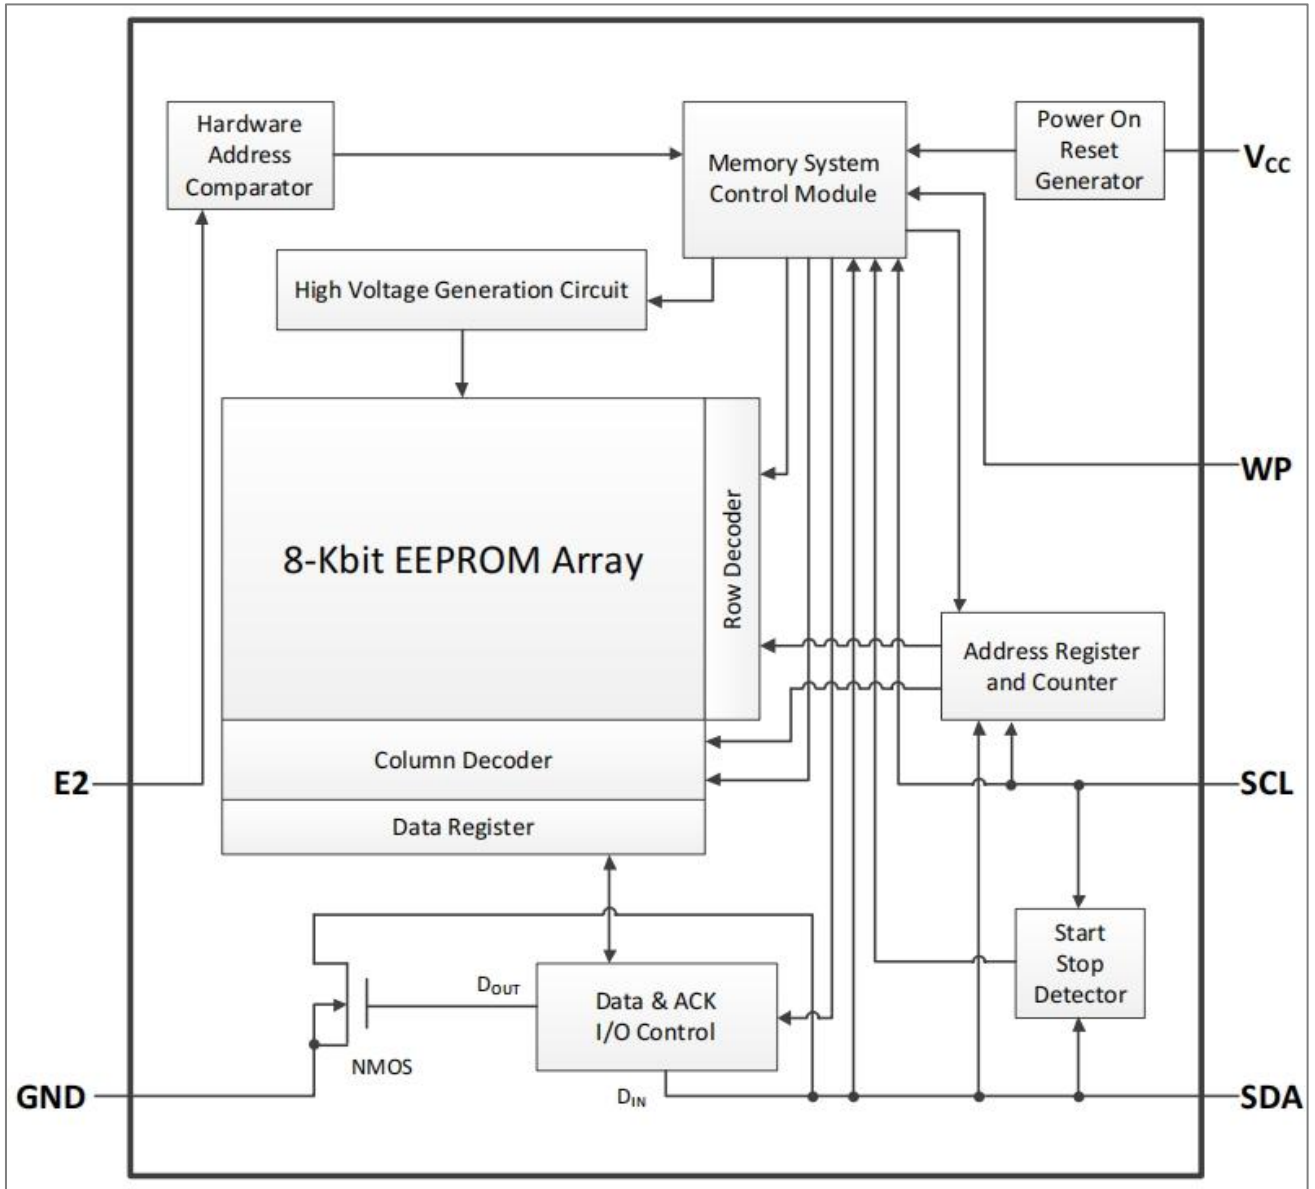 Hardware
Address
Comparator
Memory System
Control Module
Power On
Reset
Generator
VCC
High Voltage Generation Circuit
WP
8-Kbit EEPROM Array
Row Decoder
Address Register
and Counter
Column Decoder
E2
SCL
Data Register
Start
Stop
Detector
DOUT
Data & ACK
I/O Control
NMOS
GND
DIN
SDA